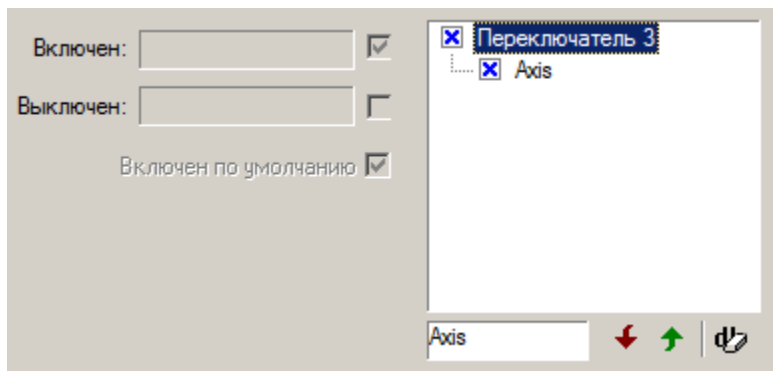 Включен:
Выключен:
Включен по умолчанию
Переключатель 3
Axis
Axis